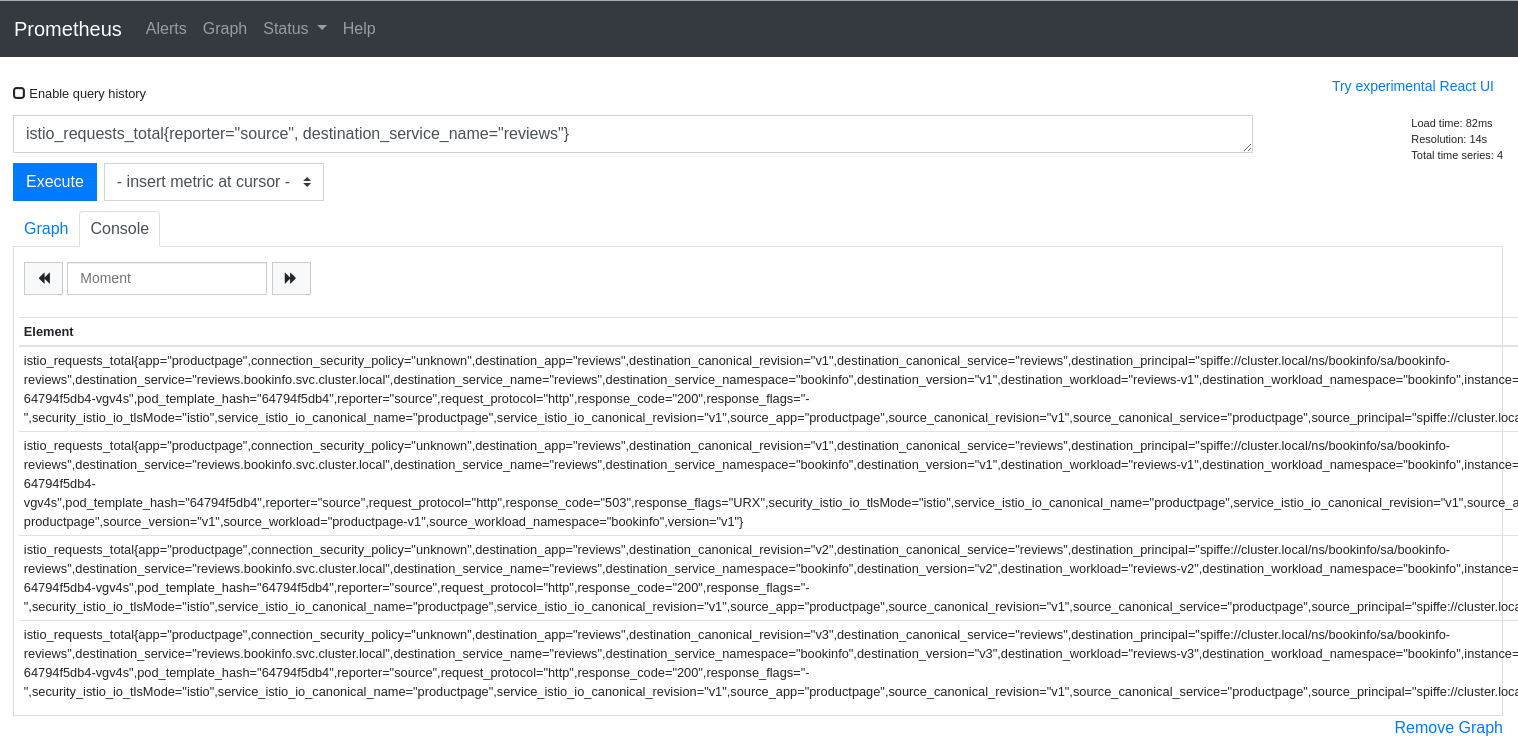 Prometheus Alerts Graph Status Help
Try experimental React UI
Enable query history
istio_requests_total{reporter="source", destination_service_name="reviews"}
Load time: 82ms
Resolution: 14s
Total time series: 4
Execute - insert metric at cursor -
Graph Console
Moment
Element
istio_requests_total{app="productpage",connection_security_policy="unknown",destination_app="reviews",destination_canonical_revision="v1",destination_canonical_service="reviews",destination_principal="spiffe://cluster.local/ns/bookinfo/sa/bookinfo-
reviews",destination_service="reviews.bookinfo.svc.cluster.local",destination_service_name="reviews",destination_service_namespace="bookinfo",destination_version="v1",destination_workload="reviews-v1",destination_workload_namespace="bookinfo",instance=
64794f5db4-vgv4s",pod_template_hash="64794f5db4",reporter="source",request_protocol="http",response_code="200",response_flags="-
",security_istio_io_tlsMode="istio",service_istio_io_canonical_name="productpage",service_istio_io_canonical_revision="v1",source_app="productpage",source_canonical_revision="v1",source_canonical_service="productpage",source_principal="spiffe://cluster.loca
istio_requests_total{app="productpage",connection_security_policy="unknown",destination_app="reviews",destination_canonical_revision="v1",destination_canonical_service="reviews",destination_principal="spiffe://cluster.local/ns/bookinfo/sa/bookinfo-
reviews",destination_service="reviews.bookinfo.svc.cluster.local",destination_service_name="reviews",destination_service_namespace="bookinfo",destination_version="v1",destination_workload="reviews-v1",destination_workload_namespace="bookinfo",instance=
64794f5db4-
vgv4s",pod_template_hash="64794f5db4",reporter="source",request_protocol="http",response_code="503",response_flags="URX",security_istio_io_tlsMode="istio",service_istio_io_canonical_name="productpage",service_istio_io_canonical_revision="v1",source_a
productpage",source_version="v1",source_workload="productpage-v1",source_workload_namespace="bookinfo",version="v1"}
istio_requests_total{app="productpage",connection_security_policy="unknown",destination_app="reviews",destination_canonical_revision="v2",destination_canonical_service="reviews",destination_principal="spiffe://cluster.local/ns/bookinfo/sa/bookinfo-
reviews",destination_service="reviews.bookinfo.svc.cluster.local",destination_service_name="reviews",destination_service_namespace="bookinfo",destination_version="v2",destination_workload="reviews-v2",destination_workload_namespace="bookinfo",instance=
64794f5db4-vgv4s",pod_template_hash="64794f5db4",reporter="source",request_protocol="http",response_code="200",response_flags="-
",security_istio_io_tlsMode="istio",service_istio_io_canonical_name="productpage",service_istio_io_canonical_revision="v1",source_app="productpage",source_canonical_revision="v1",source_canonical_service="productpage",source_principal="spiffe://cluster.loca
istio_requests_total{app="productpage",connection_security_policy="unknown",destination_app="reviews",destination_canonical_revision="v3",destination_canonical_service="reviews",destination_principal="spiffe://cluster.local/ns/bookinfo/sa/bookinfo-
reviews",destination_service="reviews.bookinfo.svc.cluster.local",destination_service_name="reviews",destination_service_namespace="bookinfo",destination_version="v3",destination_workload="reviews-v3",destination_workload_namespace="bookinfo",instance=
64794f5db4-vgv4s",pod_template_hash="64794f5db4",reporter="source",request_protocol="http",response_code="200",response_flags="-
",security_istio_io_tlsMode="istio",service_istio_io_canonical_name="productpage",service_istio_io_canonical_revision="v1",source_app="productpage",source_canonical_revision="v1",source_canonical_service="productpage",source_principal="spiffe://cluster.loca
Remove Graph